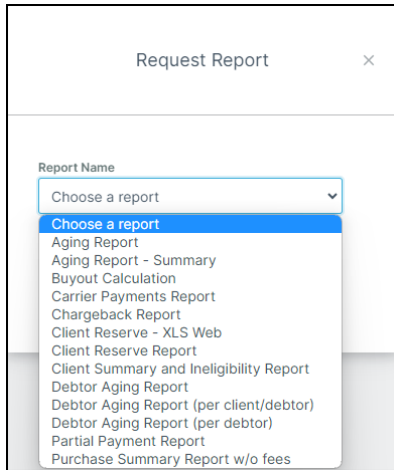 Request Report ×
Report Name
Choose a report
Choose a report
Aging Report
Aging Report - Summary
Buyout Calculation
Carrier Payments Report
Chargeback Report
Client Reserve - XLS Web
Client Reserve Report
Client Summary and Ineligibility Report
Debtor Aging Report
Debtor Aging Report (per client/debtor)
Debtor Aging Report (per debtor)
Partial Payment Report
Purchase Summary Report w/o fees